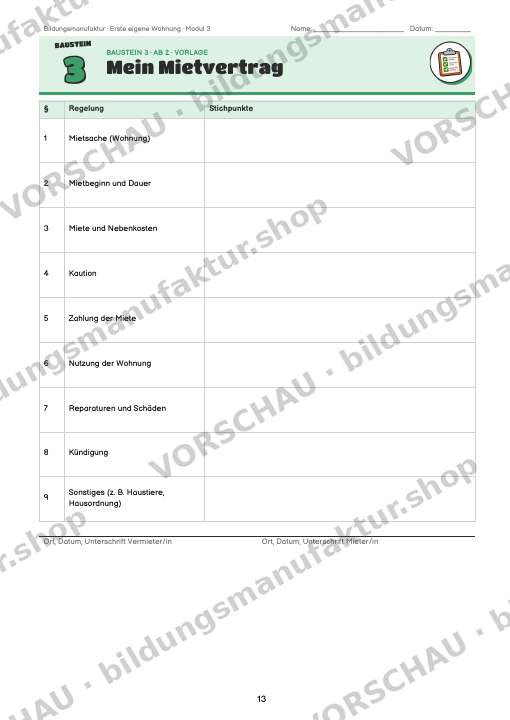 Bildungsmanufaktur · Erste eigene Wohnung · Modul 3 Name: Datum:
BAUSTEIN
3
BAUSTEIN 3 · AB 2 · VORLAGE
Mein Mietvertrag
§ Regelung Stichpunkte
1 Mietsache (Wohnung)
2 Mietbeginn und Dauer
3 Miete und Nebenkosten
4 Kaution
5 Zahlung der Miete
6 Nutzung der Wohnung
7 Reparaturen und Schäden
8 Kündigung
9 Sonstiges (z. B. Haustiere,
Hausordnung)
Ort, Datum, Unterschrift Vermieter/in Ort, Datum, Unterschrift Mieter/in
13
VORSCHAU · bildungsmanufaktur.shop
VORSCHAU · bildungsmanufaktur.shop